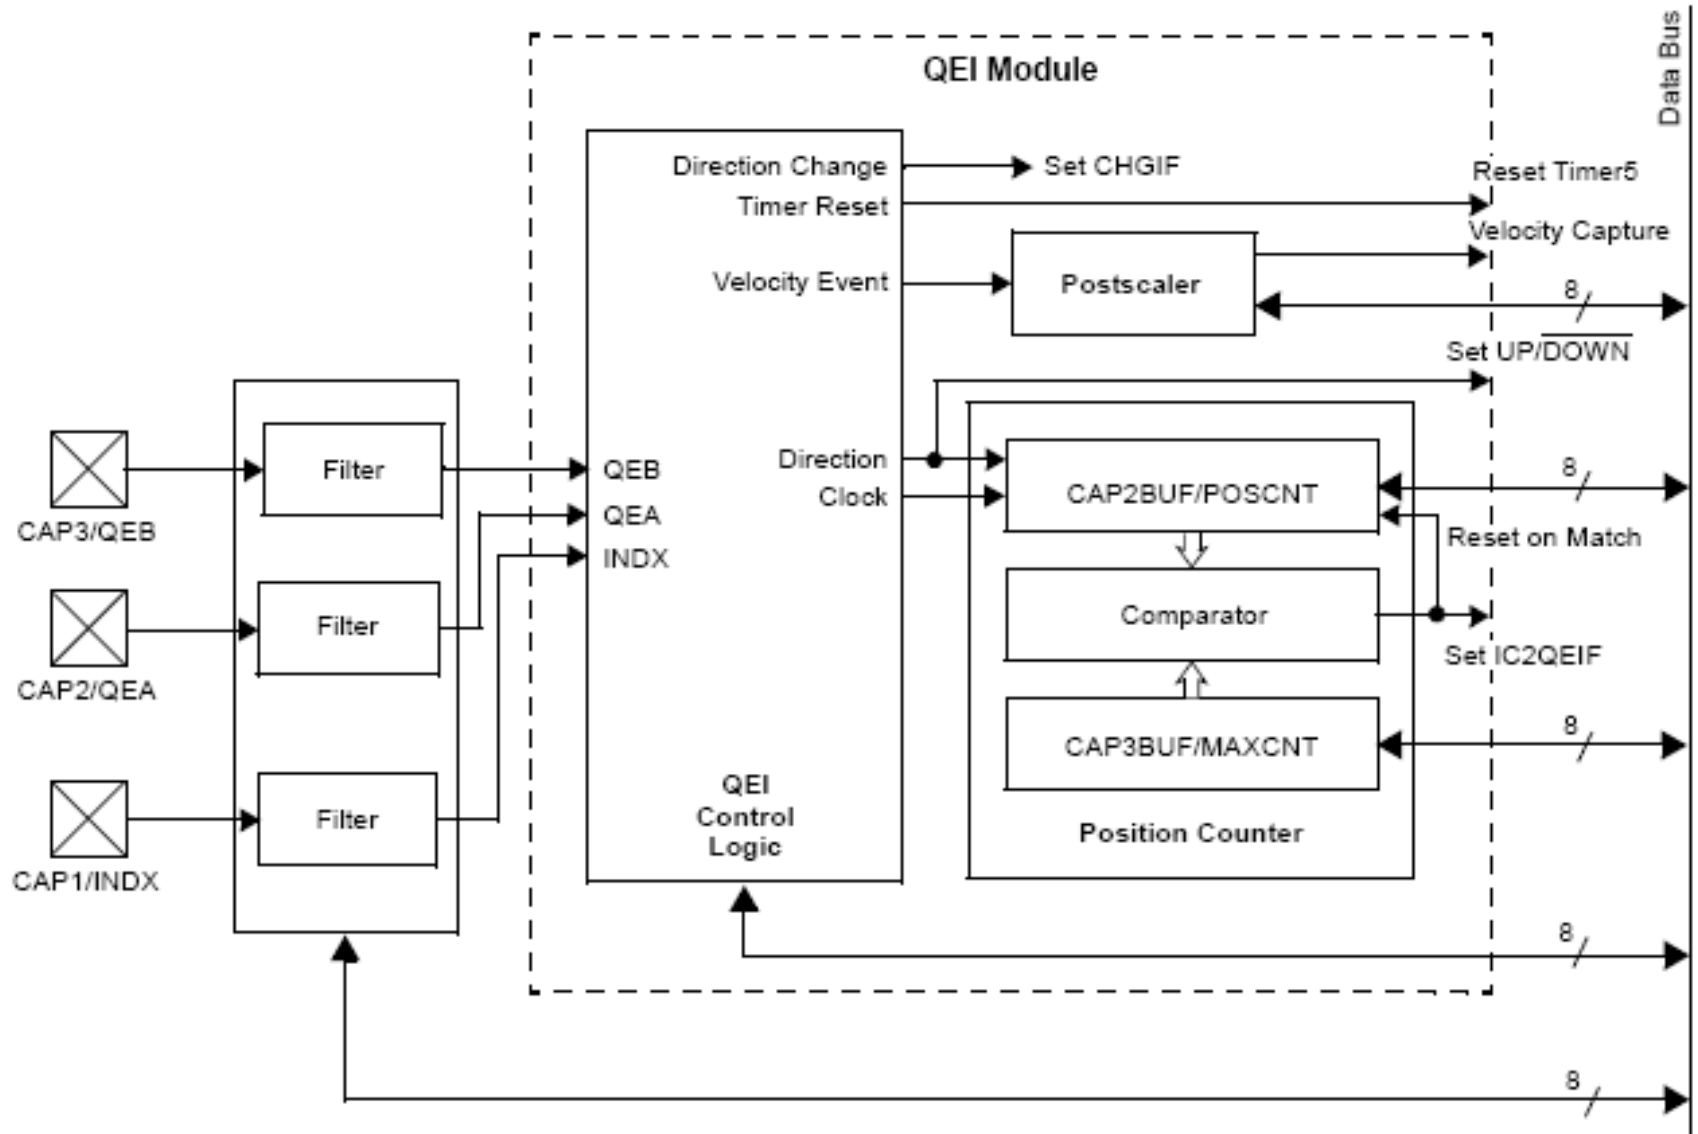 Data Bus
QEI Module
Direction Change
Set CHGIF
Reset Timer5
Timer Reset
Velocity Capture
Velocity Event
Postscaler
8
Set UP/DOWN
Filter
QEB
Direction
8
CAP2BUF/POSCNT
Clock
CAP3/QEB
QEA
Reset on Match
INDX
Filter
Comparator
Set IC2QEIF
CAP2/QEA
8
CAP3BUF/MAXCNT
Filter
QEI
Control
Logic
Position Counter
CAP1/INDX
8
8